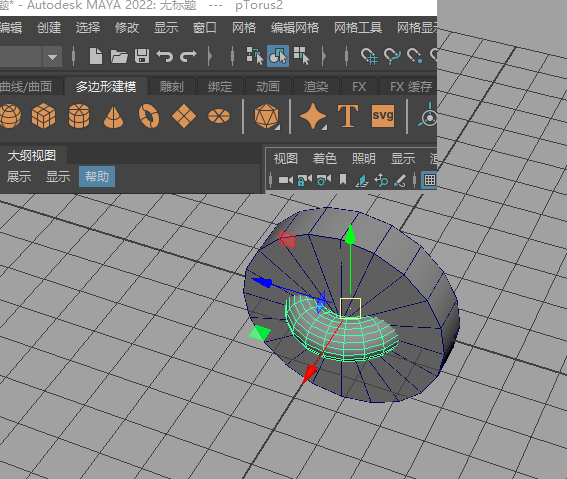 题* - Autodesk MAYA 2022: 无标题 --- pTorus2
编辑 创建 选择 修改 显示 窗口 网格 编辑网格 网格工具 网格显示
曲线/曲面 多边形建模 雕刻 绑定 动画 渲染 FX FX 缓存
T svg
大纲视图
展示 显示 帮助
视图 着色 照明 显示